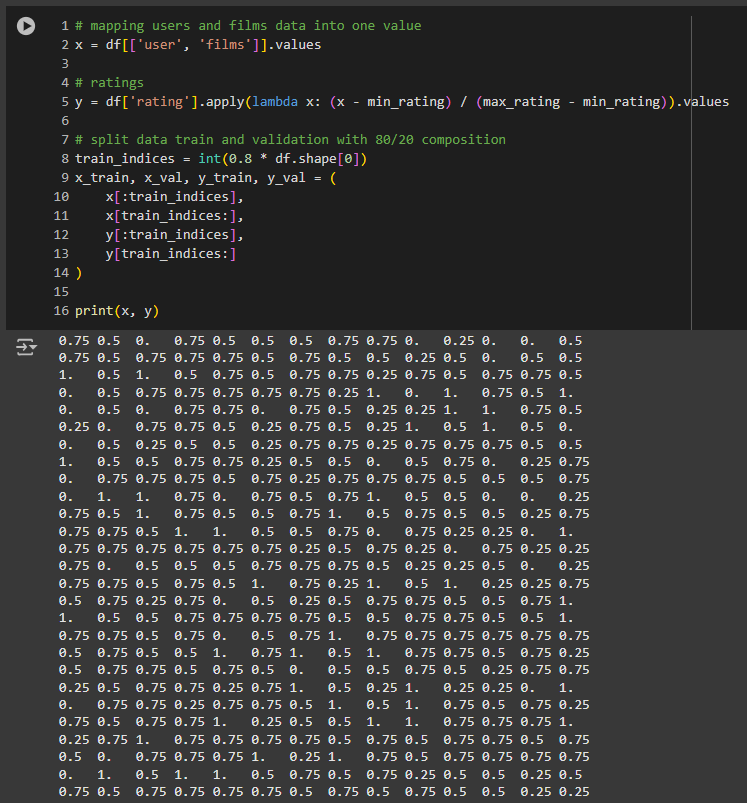 1 # mapping users and films data into one value
2 x = df[['user', 'films']].values
3
4 # ratings
5 y = df['rating'].apply(lambda x: (x - min_rating) / (max_rating - min_rating)).values
6
7 # split data train and validation with 80/20 composition
8 train_indices = int(0.8 * df.shape[0])
9 x_train, x_val, y_train, y_val = (
10     x[:train_indices],
11     x[train_indices:],
12     y[:train_indices],
13     y[train_indices:]
14 )
15
16 print(x, y)
0.75 0.5 0. 0.75 0.5 0.5 0.5 0.75 0.75 0. 0.25 0. 0. 0.5
0.75 0.5 0.75 0.75 0.75 0.5 0.75 0.5 0.5 0.25 0.5 0. 0.5 0.5
1. 0.5 1. 0.5 0.75 0.5 0.75 0.75 0.25 0.75 0.5 0.75 0.75 0.5
0. 0.5 0.75 0.75 0.75 0.75 0.75 0.25 1. 0. 1. 0.75 0.5 1.
0. 0.5 0. 0.75 0.75 0. 0.75 0.5 0.25 0.25 1. 1. 0.75 0.5
0.25 0. 0.75 0.75 0.5 0.25 0.75 0.5 0.25 1. 0.5 1. 0.5 0.
0. 0.5 0.25 0.5 0.5 0.25 0.75 0.75 0.25 0.75 0.75 0.75 0.5 0.5
1. 0.5 0.5 0.75 0.75 0.25 0.5 0.5 0. 0.5 0.75 0. 0.25 0.75
0. 0.75 0.75 0.75 0.5 0.75 0.25 0.75 0.75 0.75 0.5 0.5 0.5 0.75
0. 1. 1. 0.75 0. 0.75 0.5 0.75 1. 0.5 0.5 0. 0. 0.25
0.75 0.5 1. 0.75 0.5 0.5 0.75 1. 0.5 0.75 0.5 0.5 0.25 0.75
0.75 0.75 0.5 1. 1. 0.5 0.5 0.75 0. 0.75 0.25 0.25 0. 1.
0.75 0.75 0.75 0.75 0.75 0.75 0.25 0.5 0.75 0.25 0. 0.75 0.25 0.25
0.75 0. 0.5 0.5 0.5 0.75 0.75 0.75 0.5 0.25 0.25 0.5 0. 0.25
0.75 0.75 0.5 0.75 0.5 1. 0.75 0.25 1. 0.5 1. 0.25 0.25 0.75
0.5 0.75 0.25 0.75 0. 0.5 0.25 0.5 0.75 0.75 0.5 0.5 0.75 1.
1. 0.5 0.5 0.75 0.75 0.75 0.75 0.5 0.5 0.75 0.75 0.5 0.5 1.
0.75 0.75 0.5 0.75 0. 0.5 0.75 1. 0.75 0.75 0.75 0.75 0.75 0.75
0.5 0.75 0.5 0.5 1. 0.75 1. 0.5 1. 0.75 0.75 0.5 0.75 0.25
0.5 0.75 0.75 0.5 0.75 0.5 0. 0.5 0.5 0.75 0.75 0.5 0.25 0.75 0.75
0.25 0.5 0.75 0.75 0.25 0.75 1. 0.5 0.25 1. 0.25 0.25 0. 1.
0. 0.75 0.75 0.25 0.75 0.75 0.5 1. 0.5 1. 0.75 0.5 0.75 0.25
0.75 0.5 0.75 0.75 1. 0.25 0.5 0.5 1. 1. 0.75 0.75 0.75 1.
0.25 0.75 1. 0.75 0.75 0.75 0.75 0.5 0.75 0.5 0.75 0.75 0.5 0.75
0.5 0. 0.75 0.75 0.75 1. 0.25 1. 0.75 0.5 0.75 0.75 0.75 0.75
0. 1. 0.5 1. 1. 0.5 0.75 0.5 0.75 0.25 0.5 0.5 0.25 0.5
0.75 0.5 0.75 0.75 0.75 0.75 0.5 0.75 0.5 0.75 0.5 0.5 0.25 0.25